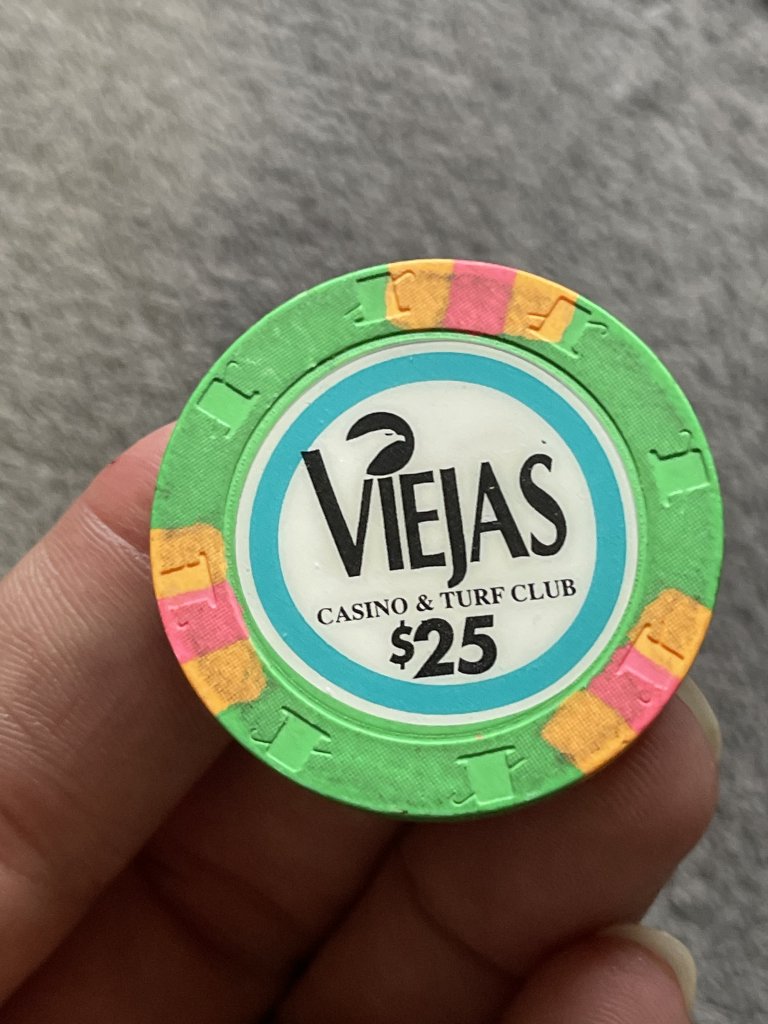 VIEJAS
CASINO & TURF CLUB
$25